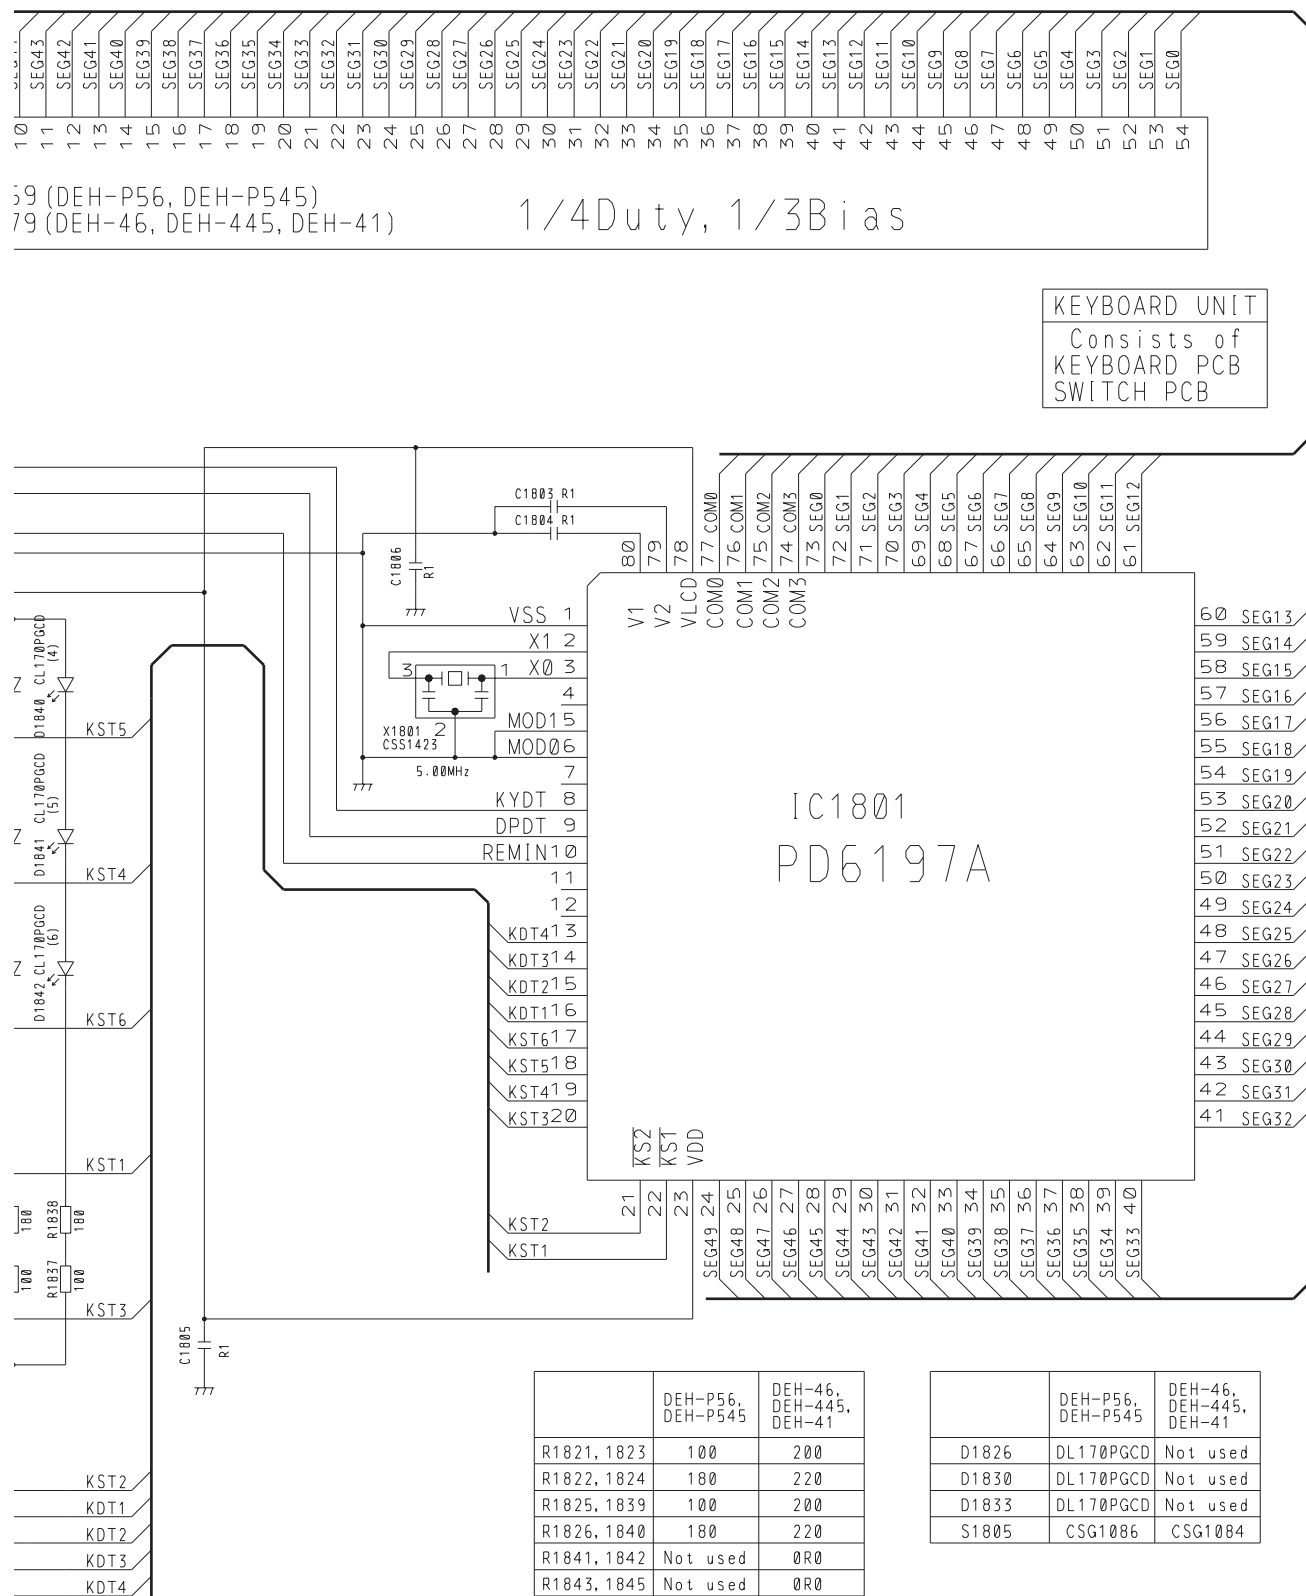 SEG43 SEG42 SEG41 SEG40 SEG39 SEG38 SEG37 SEG36 SEG35 SEG34 SEG33 SEG32 SEG31 SEG30 SEG29 SEG28 SEG27 SEG26 SEG25 SEG24 SEG23 SEG22 SEG21 SEG20 SEG19 SEG18 SEG17 SEG16 SEG15 SEG14 SEG13 SEG12 SEG11 SEG10 SEG9 SEG8 SEG7 SEG6 SEG5 SEG4 SEG3 SEG2 SEG1 SEG0
10 11 12 13 14 15 16 17 18 19 20 21 22 23 24 25 26 27 28 29 30 31 32 33 34 35 36 37 38 39 40 41 42 43 44 45 46 47 48 49 50 51 52 53 54
59(DEH-P56, DEH-P545)
79(DEH-46, DEH-445, DEH-41)
1/4Duty, 1/3Bias
KEYBOARD UNIT
Consists of
KEYBOARD PCB
SWITCH PCB
C1803 R1
C1804 R1
C1806
R1
COM0 COM1 COM2 COM3 SEG0 SEG1 SEG2 SEG3 SEG4 SEG5 SEG6 SEG7 SEG8 SEG9 SEG10 SEG11 SEG12
80 79 78 77 76 75 74 73 72 71 70 69 68 67 66 65 64 63 62 61
V1 V2 VLCD COM0 COM1 COM2 COM3
VSS 1
X1 2
X0 3
4
MOD1 5
MOD0 6
7
KYDT 8
DPDT 9
REMIN 10
11
12
KDT4 13
KDT3 14
KDT2 15
KDT1 16
KST6 17
KST5 18
KST4 19
KST3 20
3 1
2
X1801
CSS1423
5.00MHz
IC1801
PD6197A
60 SEG13
59 SEG14
58 SEG15
57 SEG16
56 SEG17
55 SEG18
54 SEG19
53 SEG20
52 SEG21
51 SEG22
50 SEG23
49 SEG24
48 SEG25
47 SEG26
46 SEG27
45 SEG28
44 SEG29
43 SEG30
42 SEG31
41 SEG32
D1840 CL170PGCD
(4)
KST5
D1841 CL170PGCD
(5)
KST4
D1842 CL170PGCD
(6)
KST6
KST1
180
R1838
180
100
R1837
100
KST3
C1805
R1
KS2 KS1 VDD
21 22 23 24 25 26 27 28 29 30 31 32 33 34 35 36 37 38 39 40
SEG49 SEG48 SEG47 SEG46 SEG45 SEG44 SEG43 SEG42 SEG41 SEG40 SEG39 SEG38 SEG37 SEG36 SEG35 SEG34 SEG33
KST2
KST1
KST2
KDT1
KDT2
KDT3
KDT4
DEH-P56, DEH-P545 DEH-46, DEH-445, DEH-41
R1821, 1823 100 200
R1822, 1824 180 220
R1825, 1839 100 200
R1826, 1840 180 220
R1841, 1842 Not used 0R0
R1843, 1845 Not used 0R0
DEH-P56, DEH-P545 DEH-46, DEH-445, DEH-41
D1826 DL170PGCD Not used
D1830 DL170PGCD Not used
D1833 DL170PGCD Not used
S1805 CSG1086 CSG1084